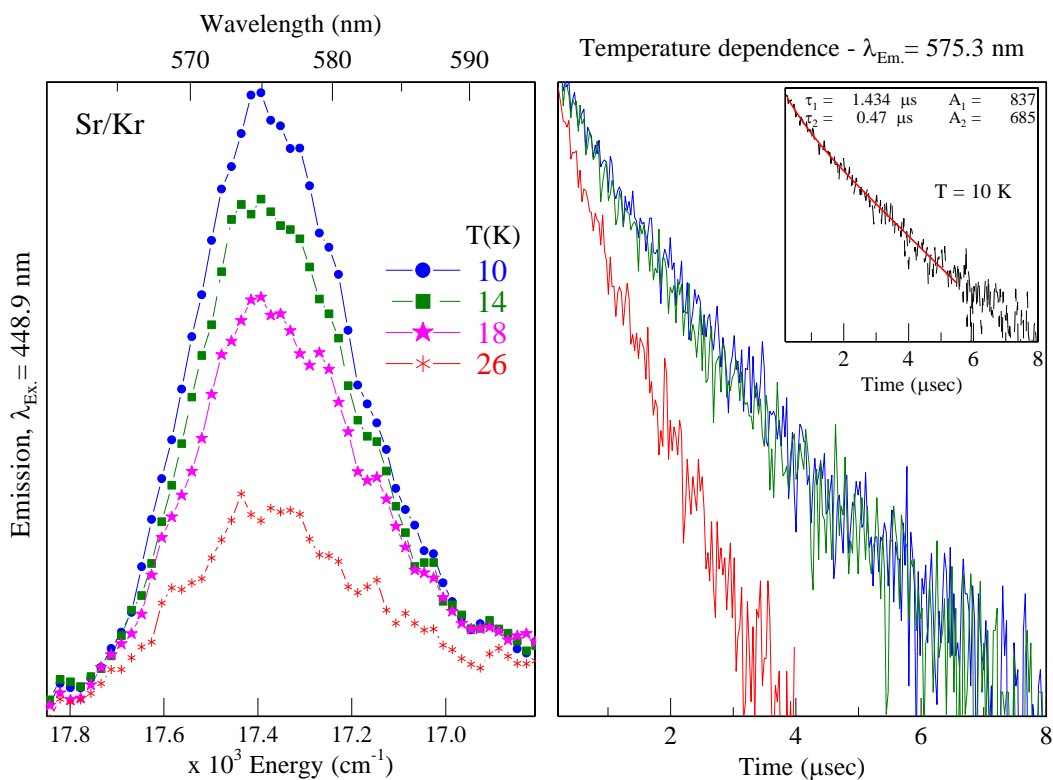 Wavelength (nm)
570 580 590
Sr/Kr
T(K)
10
14
18
26
Emission, λEx.= 448.9 nm
17.8 17.6 17.4 17.2 17.0
x 10³ Energy (cm⁻¹)
Temperature dependence - λEm.= 575.3 nm
τ₁ = 1.434 μs A₁ = 837
τ₂ = 0.47 μs A₂ = 685
T = 10 K
2 4 6 8
Time (μsec)
2 4 6 8
Time (μsec)